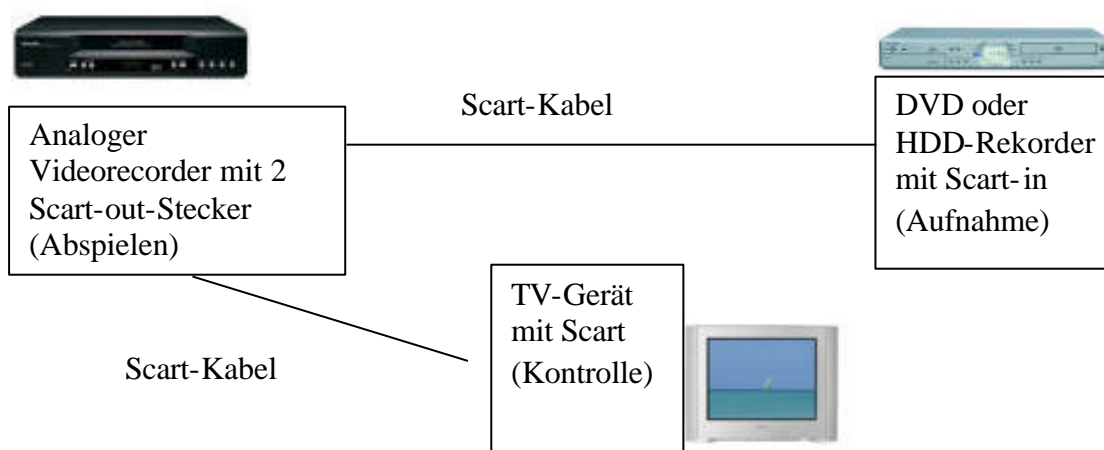 Scart-Kabel
Analoger
Videorecorder mit 2
Scart-out-Stecker
(Abspielen)
DVD oder
HDD-Rekorder
mit Scart-in
(Aufnahme)
TV-Gerät
mit Scart
(Kontrolle)
Scart-Kabel